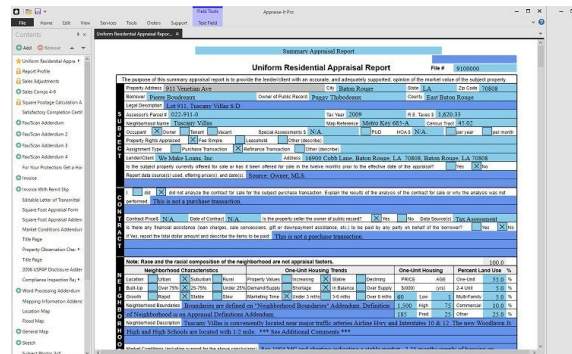 Field Tools
Appraise-It Pro
File Home Edit View Services Tools Orders Support Text Field
Contents
Uniform Residential Appraisal Repor...
Add Remove
Uniform Residential Apprai
Report Profile
Sales Adjustments
Sales Comps 4-6
Square Footage Calculation A
Satisfactory Completion Certif
Pax/Scan Addendum
Pax/Scan Addendum 2
Pax/Scan Addendum 3
Pax/Scan Addendum 4
For Your Protection Get a Ho
Invoice
Invoice With Remit Slip
Editable Letter of Transmittal
Square Foot Appraisal Form
Square Foot Appraisal Adden
Market Conditions Addendum
Title Page
Property Observation Chec
Title Page
2006 USPAP Disclosure Adden
Compliance Inspection Re
Word Processing Addendum
Mapping Information Addend
Location Map
Flood Map
General Map
Sketch
Summary Appraisal Report
Uniform Residential Appraisal Report File # 9100000
The purpose of this summary appraisal report is to provide the lender/client with an accurate, and adequately supported, opinion of the market value of the subject property.
SUBJECT
Property Address 911 Venetian Ave City Baton Rouge State LA Zip Code 70808
Borrower Pierre Boudreaux Owner of Public Record Puggy Thibodeaux County East Baton Rouge
Legal Description Lot 911, Tuscany Villas S/D
Assessor's Parcel # 022-911-0 Tax Year 2009 R.E. Taxes $ 1,620.33
Neighborhood Name Tuscany Villas Map Reference Metro Key 685-A Census Tract 45.02
Occupant X Owner Tenant Vacant Special Assessments $ N/A PUD HOA $ N/A per year per month
Property Rights Appraised X Fee Simple Leasehold Other (describe)
Assignment Type Purchase Transaction X Refinance Transaction Other (describe)
Lender/Client We Make Loans, Inc. Address 16900 Cobb Lane, Baton Rouge, LA 70808, Baton Rouge, LA 70808
Is the subject property currently offered for sale or has it been offered for sale in the twelve months prior to the effective date of the appraisal? Yes X No
Report data source(s) used, offering price(s), and date(s). Source: Owner, MLS
CONTRACT
I did X did not analyze the contract for sale for the subject purchase transaction. Explain the results of the analysis of the contract for sale or why the analysis was not
performed. This is not a purchase transaction.
Contract Price $ N/A Date of Contract N/A Is the property seller the owner of public record? X Yes No Data Source(s) Tax Assessment
Is there any financial assistance (loan charges, sale concessions, gift or downpayment assistance, etc.) to be paid by any party on behalf of the borrower? Yes X No
If Yes, report the total dollar amount and describe the items to be paid. This is not a purchase transaction.
Note: Race and the racial composition of the neighborhood are not appraisal factors. 100.0
NEIGHBORHOOD
Neighborhood Characteristics One-Unit Housing Trends One-Unit Housing Percent Land Use %
Location Urban X Suburban Rural Property Values Increasing X Stable Declining PRICE AGE One-Unit 55.0 %
Built-Up Over 75% X 25-75% Under 25% Demand/Supply Shortage X In Balance Over Supply $(000) (yrs) 2-4 Unit 5.0 %
Growth Rapid X Stable Slow Marketing Time X Under 3 mths 3-6 mths Over 6 mths 60 Low 1 Multi-Family 5.0 %
Neighborhood Boundaries Boundaries are defined on "Neighborhood Boundaries" Addendum. Definition 1,500 High 75 Commercial 10.0 %
of Neighborhood is on Appraisal Definitions Addendum. 185 Pred. 25 Other 25.0 %
Neighborhood Description Tuscany Villas is conveniently located near major traffic arteries Airline Hwy and Interstates 10 & 12. The new Woodlawn Jr.
High and High Schools are located with 1/2 mile. *** See Additional Comments ***